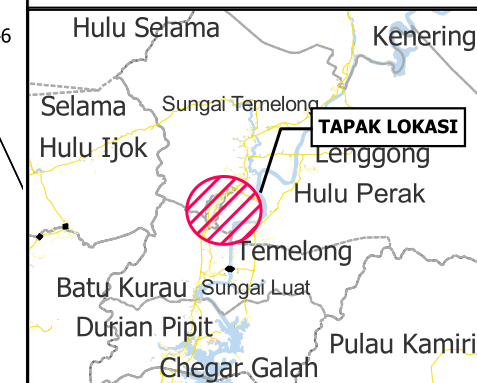 Hulu Selama
Kenering
Selama
Sungai Temelong
TAPAK LOKASI
Hulu Ijok
Lenggong
Hulu Perak
Temelong
Batu Kurau
Sungai Luat
Durian Pipit
Pulau Kamiri
Chegar Galah